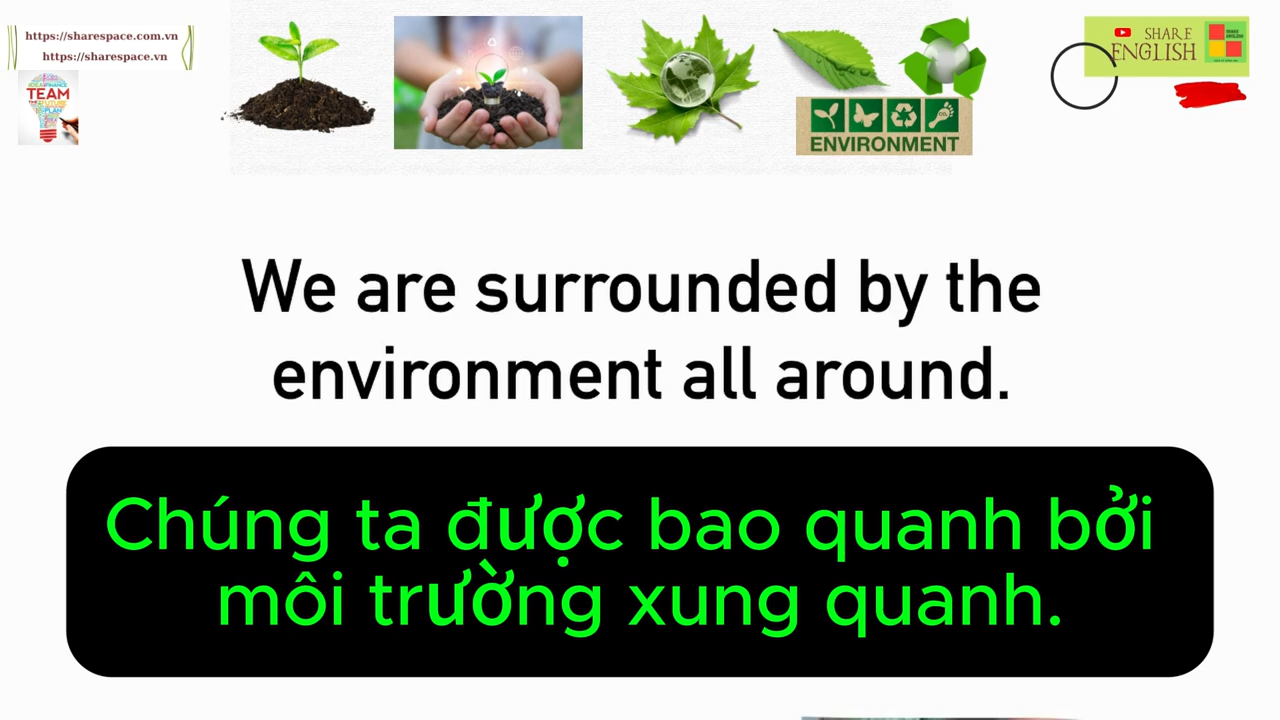 https://sharespace.com.vn
https://sharespace.vn
TEAM
PLAN
ENVIRONMENT
SHARE
ENGLISH
We are surrounded by the
environment all around.
Chúng ta được bao quanh bởi
môi trường xung quanh.